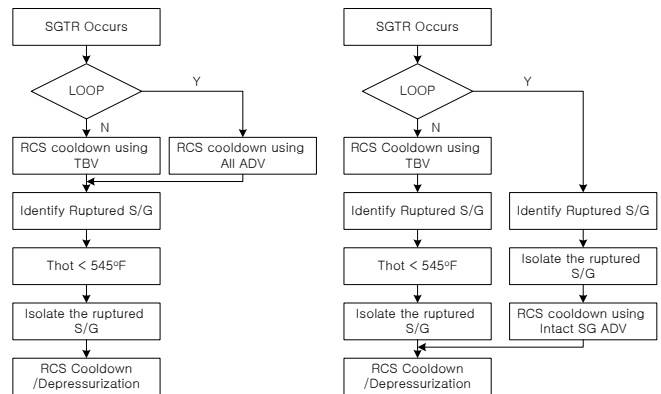 SGTR Occurs
LOOP
Y
N
RCS cooldown using
TBV
RCS cooldown using
All ADV
Identify Ruptured S/G
Thot < 545ºF
Isolate the ruptured
S/G
RCS Cooldown
/Depressurization
SGTR Occurs
LOOP
Y
N
RCS Cooldown using
TBV
Identify Ruptured S/G
Identify Ruptured S/G
Thot < 545ºF
Isolate the ruptured
S/G
Isolate the ruptured
S/G
RCS cooldown using
Intact SG ADV
RCS Cooldown
/Depressurization